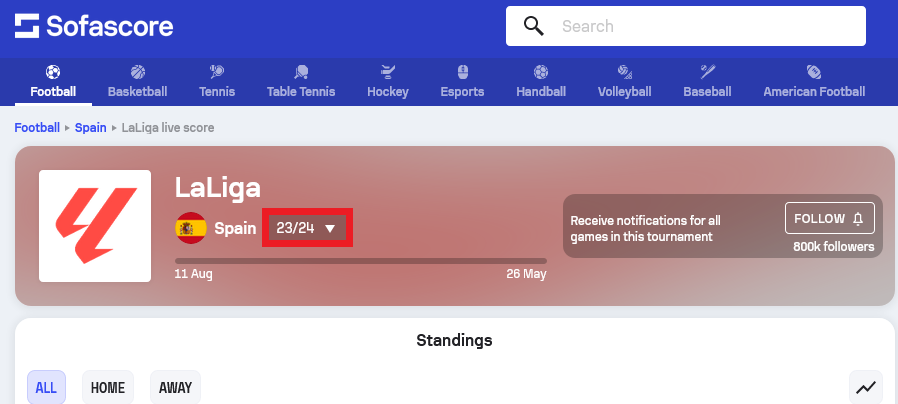 Sofascore
Search
Football Basketball Tennis Table Tennis Hockey Esports Handball Volleyball Baseball American Football
Football Spain LaLiga live score
LaLiga
Spain 23/24
11 Aug 26 May
Receive notifications for all
games in this tournament
FOLLOW
800k followers
Standings
ALL HOME AWAY